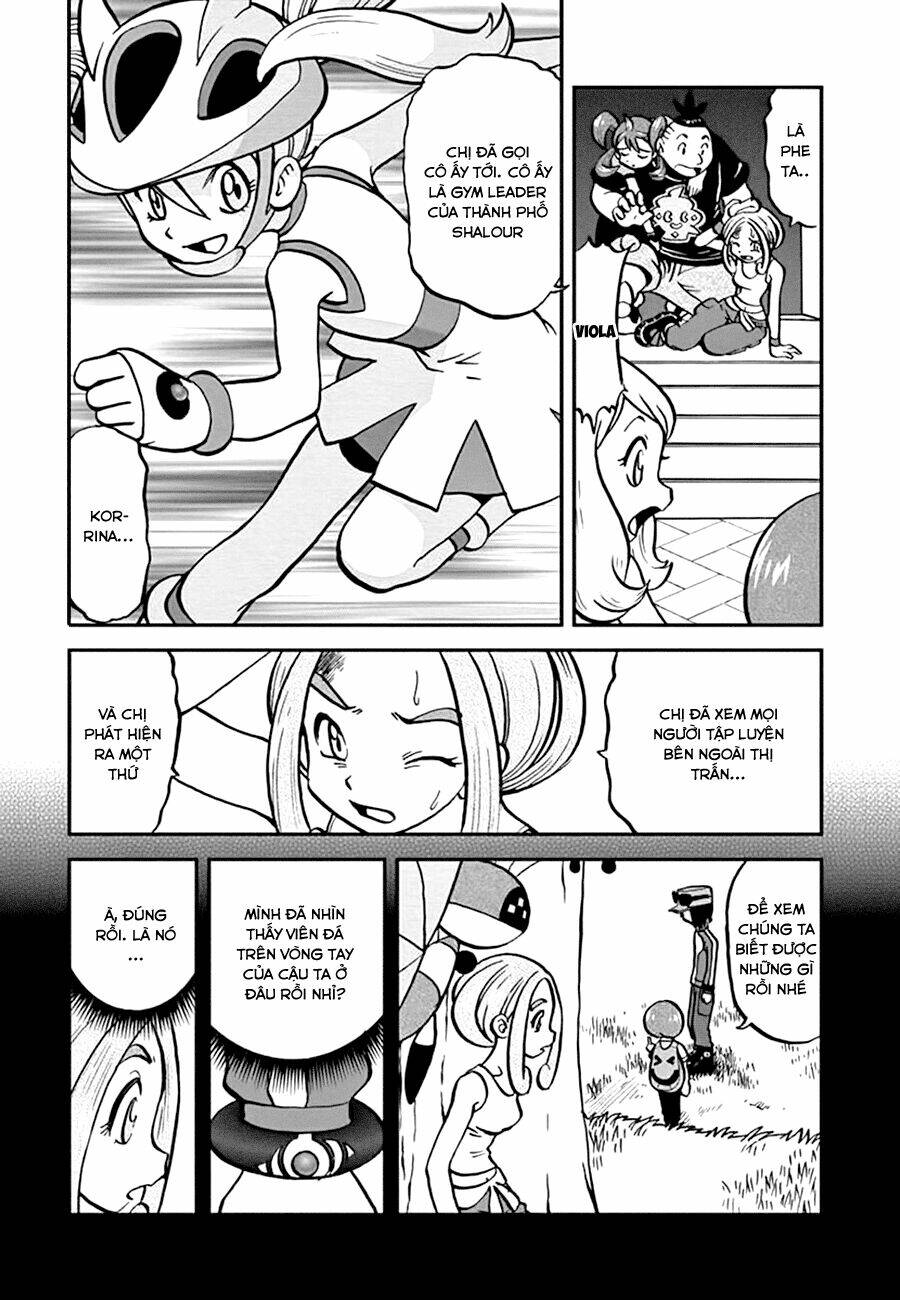 LÀ
PHE
TA..
VIOLA
CHỊ ĐÃ GỌI
CÔ ẤY TỚI. CÔ ẤY
LÀ GYM LEADER
CỦA THÀNH PHỐ
SHALOUR
KOR-
RINA...
CHỊ ĐÃ XEM MỌI
NGƯỜI TẬP LUYỆN
BÊN NGOÀI THỊ
TRẤN...
VÀ CHỊ
PHÁT HIỆN
RA MỘT
THỨ
ĐỂ XEM
CHÚNG TA
BIẾT ĐƯỢC
NHỮNG GÌ
RỒI NHÉ
MÌNH ĐÃ NHÌN
THẤY VIÊN ĐÁ
TRÊN VÒNG TAY
CỦA CẬU TA Ở
ĐÂU RỒI NHỈ?
À, ĐÚNG
RỒI. LÀ NÓ
...